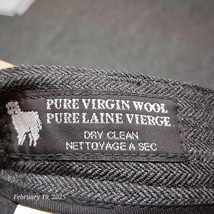 PURE VIRGIN WOOL
PURE LAINE VIERGE
DRY CLEAN
NETTOYAGE A SEC
February 19, 2025